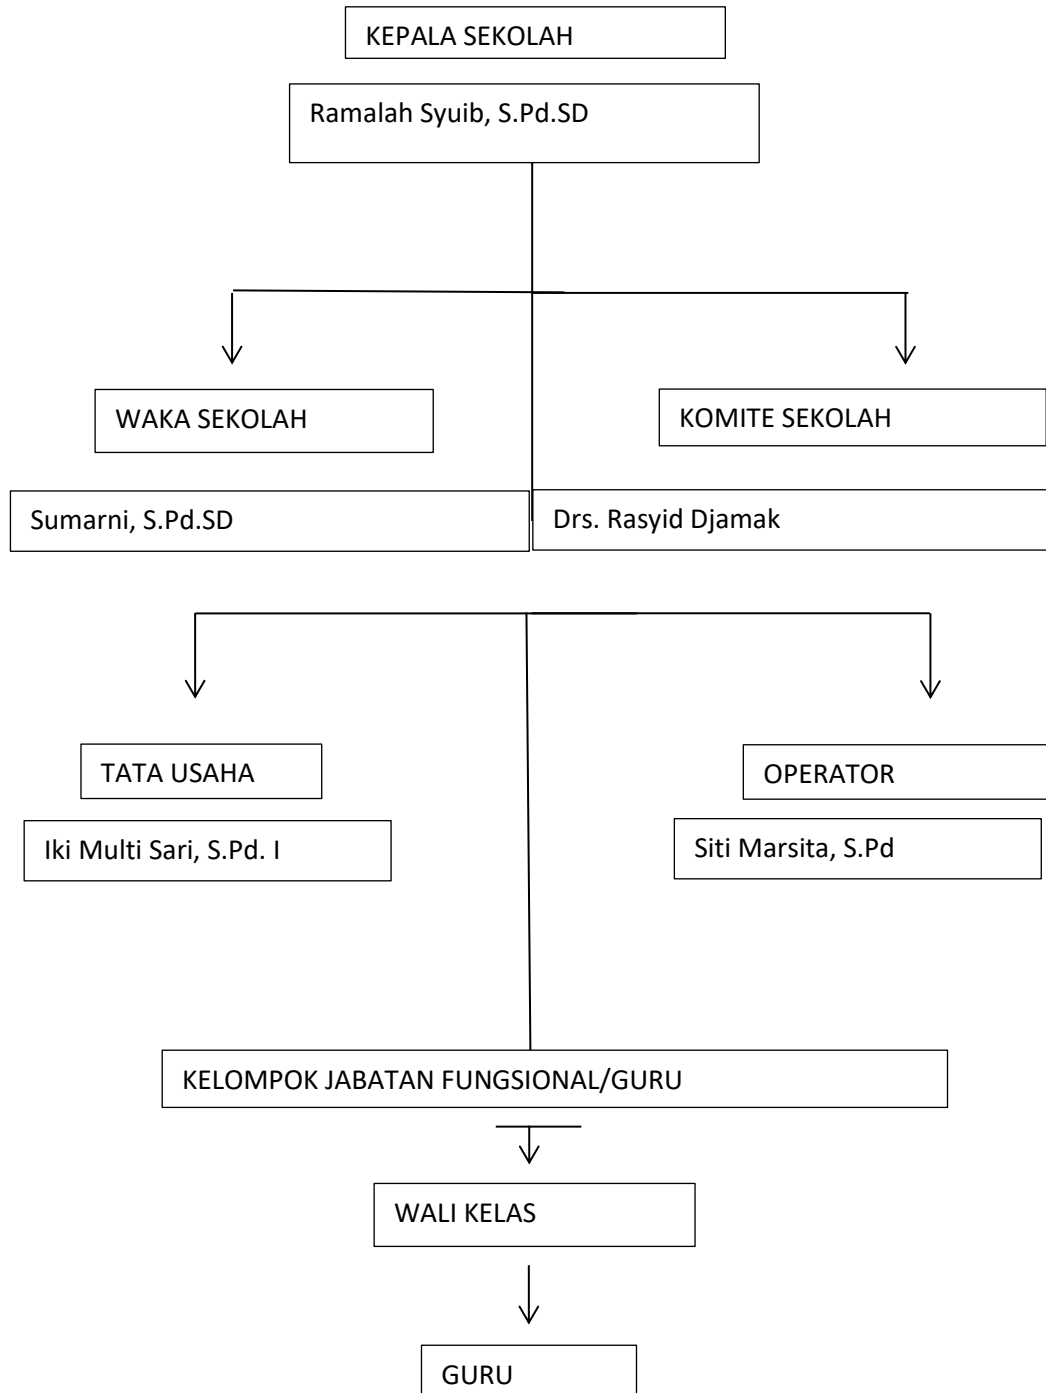 KEPALA SEKOLAH
Ramalah Syuib, S.Pd.SD
WAKA SEKOLAH
KOMITE SEKOLAH
Sumarni, S.Pd.SD
Drs. Rasyid Djamak
TATA USAHA
OPERATOR
Iki Multi Sari, S.Pd. I
Siti Marsita, S.Pd
KELOMPOK JABATAN FUNGSIONAL/GURU
WALI KELAS
GURU